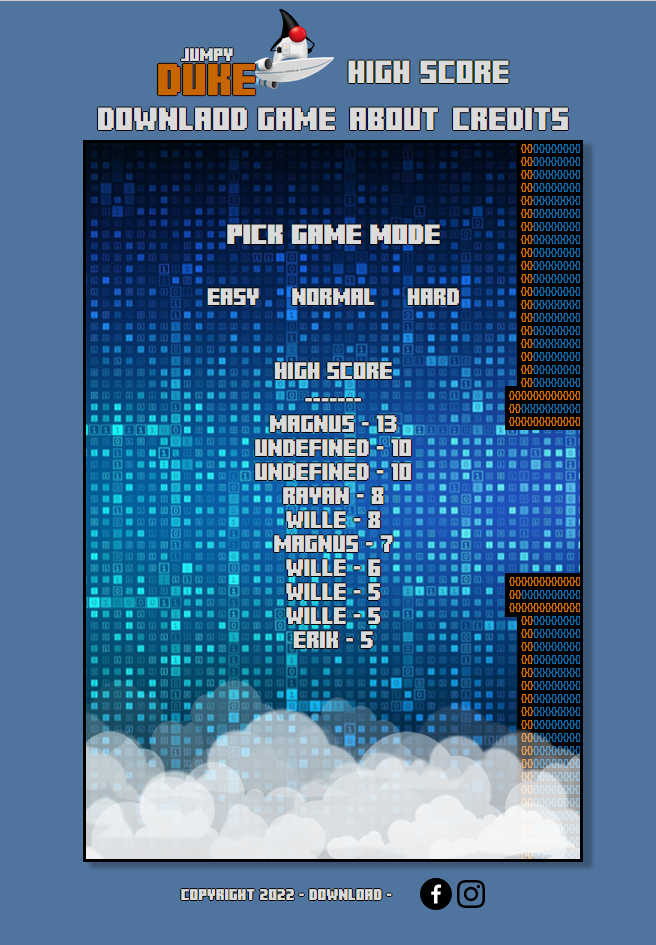 JUMPY
DUKE
HIGH SCORE
DOWNLAOD GAME ABOUT CREDITS
PICK GAME MODE
EASY NORMAL HARD
HIGH SCORE
-------
MAGNUS - 13
UNDEFINED - 10
UNDEFINED - 10
RAYAN - 8
WILLE - 8
MAGNUS - 7
WILLE - 6
WILLE - 5
WILLE - 5
ERIK - 5
COPYRIGHT 2022 - DOWNLOAD -